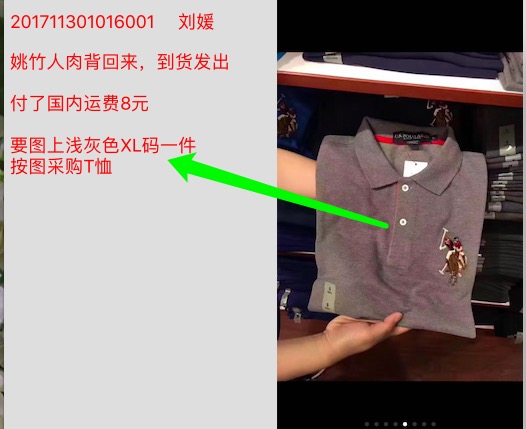 201711301016001 刘媛
姚竹人肉背回来，到货发出
付了国内运费8元
要图上浅灰色XL码一件
按图采购T恤